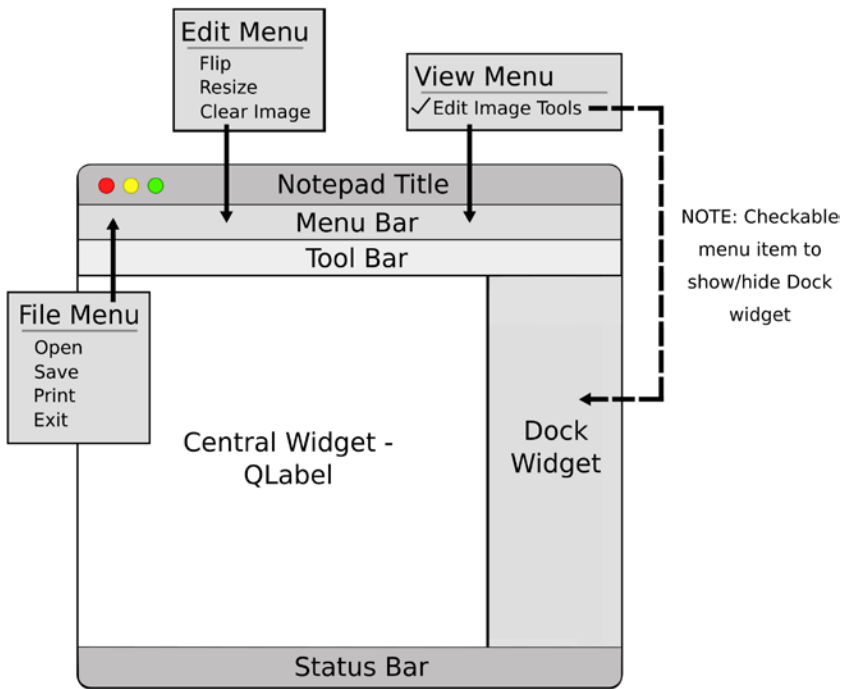 Edit Menu
Flip
Resize
Clear Image
View Menu
Edit Image Tools
Notepad Title
Menu Bar
Tool Bar
NOTE: Checkable
menu item to
show/hide Dock
widget
File Menu
Open
Save
Print
Exit
Central Widget -
QLabel
Dock
Widget
Status Bar